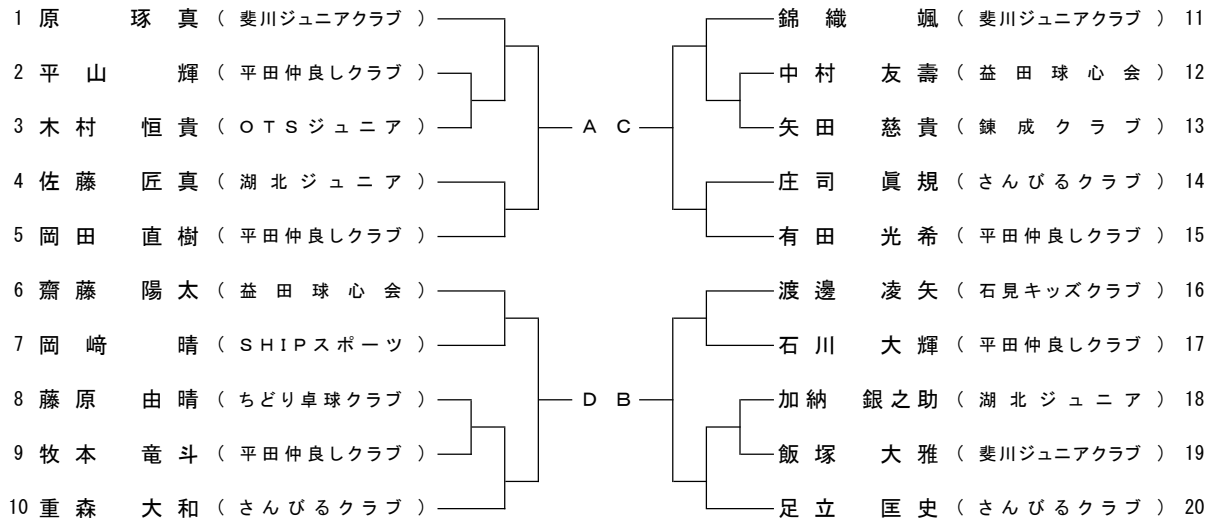 1 原 琢真 ( 斐川ジュニアクラブ ) 錦織 颯 ( 斐川ジュニアクラブ ) 11
2 平山 輝 ( 平田仲良しクラブ ) 中村 友壽 ( 益田球心会 ) 12
3 木村 恒貴 ( OTSジュニア ) A C 矢田 慈貴 ( 錬成クラブ ) 13
4 佐藤 匠真 ( 湖北ジュニア ) 庄司 眞規 ( さんびるクラブ ) 14
5 岡田 直樹 ( 平田仲良しクラブ ) 有田 光希 ( 平田仲良しクラブ ) 15
6 齋藤 陽太 ( 益田球心会 ) 渡邊 凌矢 ( 石見キッズクラブ ) 16
7 岡﨑 晴 ( SHIPスポーツ ) 石川 大輝 ( 平田仲良しクラブ ) 17
8 藤原 由晴 ( ちどり卓球クラブ ) D B 加納 銀之助 ( 湖北ジュニア ) 18
9 牧本 竜斗 ( 平田仲良しクラブ ) 飯塚 大雅 ( 斐川ジュニアクラブ ) 19
10 重森 大和 ( さんびるクラブ ) 足立 匡史 ( さんびるクラブ ) 20